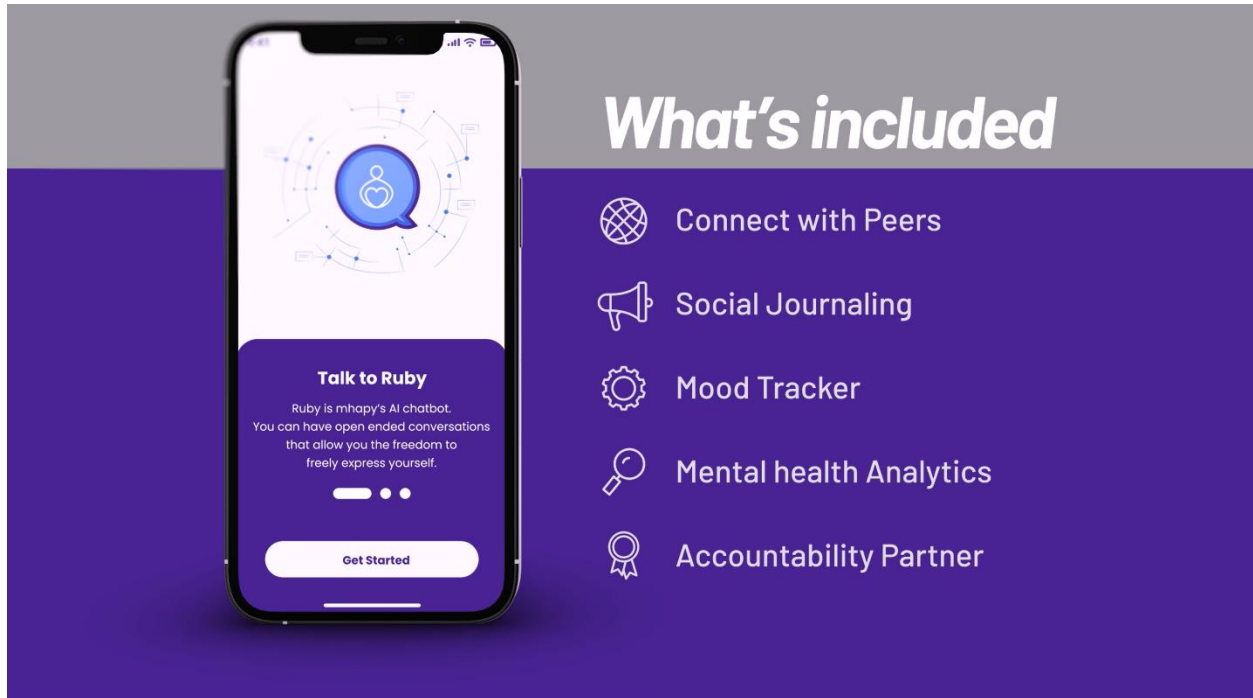 Talk to Ruby
Ruby is mhapy's AI chatbot.
You can have open ended conversations
that allow you the freedom to
freely express yourself.
Get Started
What's included
Connect with Peers
Social Journaling
Mood Tracker
Mental health Analytics
Accountability Partner